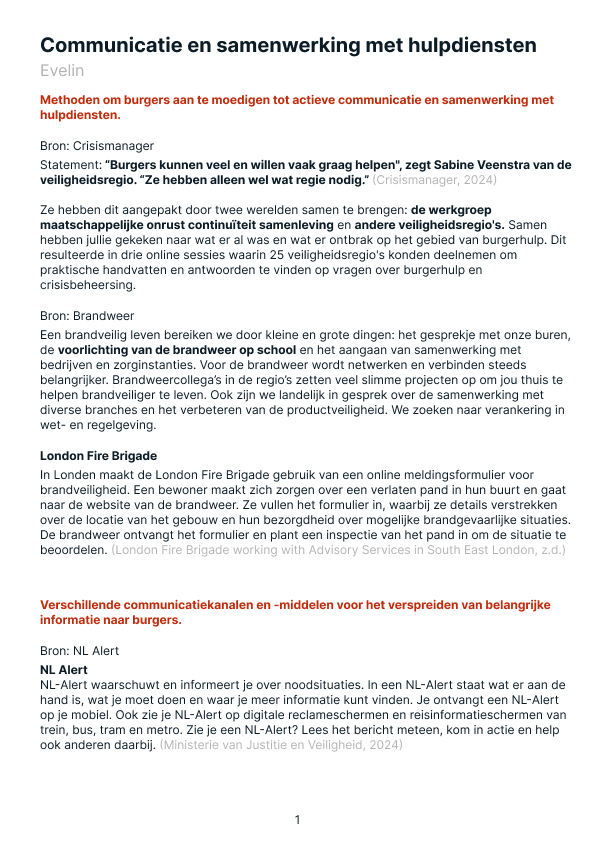 Communicatie en samenwerking met hulpdiensten
Evelin
Methoden om burgers aan te moedigen tot actieve communicatie en samenwerking met
hulpdiensten.
Bron: Crisismanager
Statement: “Burgers kunnen veel en willen vaak graag helpen", zegt Sabine Veenstra van de
veiligheidsregio. “Ze hebben alleen wel wat regie nodig.” (Crisismanager, 2024)
Ze hebben dit aangepakt door twee werelden samen te brengen: de werkgroep
maatschappelijke onrust continuïteit samenleving en andere veiligheidsregio's. Samen
hebben jullie gekeken naar wat er al was en wat er ontbrak op het gebied van burgerhulp. Dit
resulteerde in drie online sessies waarin 25 veiligheidsregio's konden deelnemen om
praktische handvatten en antwoorden te vinden op vragen over burgerhulp en
crisisbeheersing.
Bron: Brandweer
Een brandveilig leven bereiken we door kleine en grote dingen: het gesprekje met onze buren,
de voorlichting van de brandweer op school en het aangaan van samenwerking met
bedrijven en zorginstanties. Voor de brandweer wordt netwerken en verbinden steeds
belangrijker. Brandweercollega’s in de regio’s zetten veel slimme projecten op om jou thuis te
helpen brandveiliger te leven. Ook zijn we landelijk in gesprek over de samenwerking met
diverse branches en het verbeteren van de productveiligheid. We zoeken naar verankering in
wet- en regelgeving.
London Fire Brigade
In Londen maakt de London Fire Brigade gebruik van een online meldingsformulier voor
brandveiligheid. Een bewoner maakt zich zorgen over een verlaten pand in hun buurt en gaat
naar de website van de brandweer. Ze vullen het formulier in, waarbij ze details verstrekken
over de locatie van het gebouw en hun bezorgdheid over mogelijke brandgevaarlijke situaties.
De brandweer ontvangt het formulier en plant een inspectie van het pand in om de situatie te
beoordelen. (London Fire Brigade working with Advisory Services in South East London, z.d.)
Verschillende communicatiekanalen en -middelen voor het verspreiden van belangrijke
informatie naar burgers.
Bron: NL Alert
NL Alert
NL-Alert waarschuwt en informeert je over noodsituaties. In een NL-Alert staat wat er aan de
hand is, wat je moet doen en waar je meer informatie kunt vinden. Je ontvangt een NL-Alert
op je mobiel. Ook zie je NL-Alert op digitale reclameschermen en reisinformatieschermen van
trein, bus, tram en metro. Zie je een NL-Alert? Lees het bericht meteen, kom in actie en help
ook anderen daarbij. (Ministerie van Justitie en Veiligheid, 2024)
1